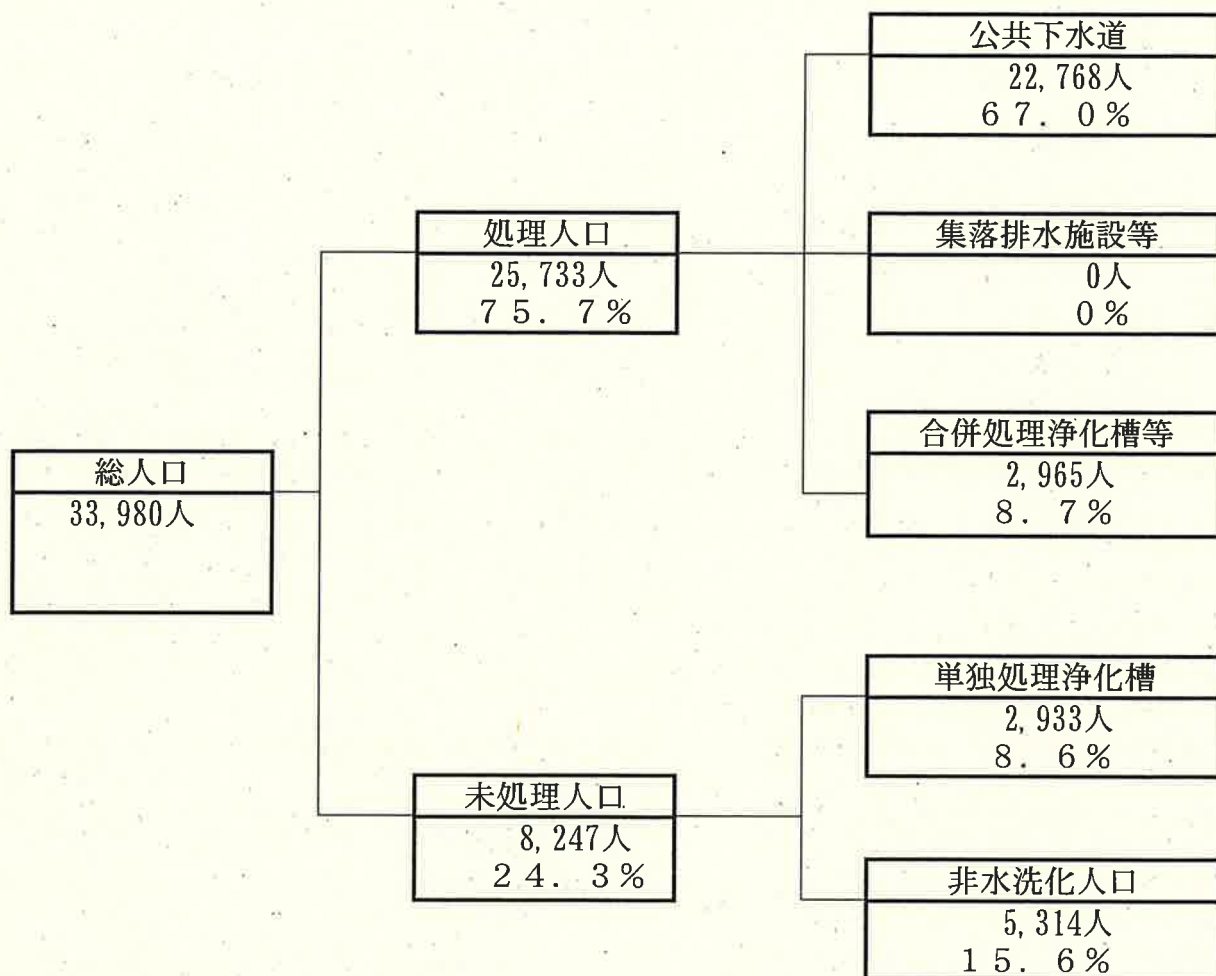 総人口
33,980人
処理人口
25,733人
75.7%
公共下水道
22,768人
67.0%
集落排水施設等
0人
0%
合併処理浄化槽等
2,965人
8.7%
未処理人口
8,247人
24.3%
単独処理浄化槽
2,933人
8.6%
非水洗化人口
5,314人
15.6%